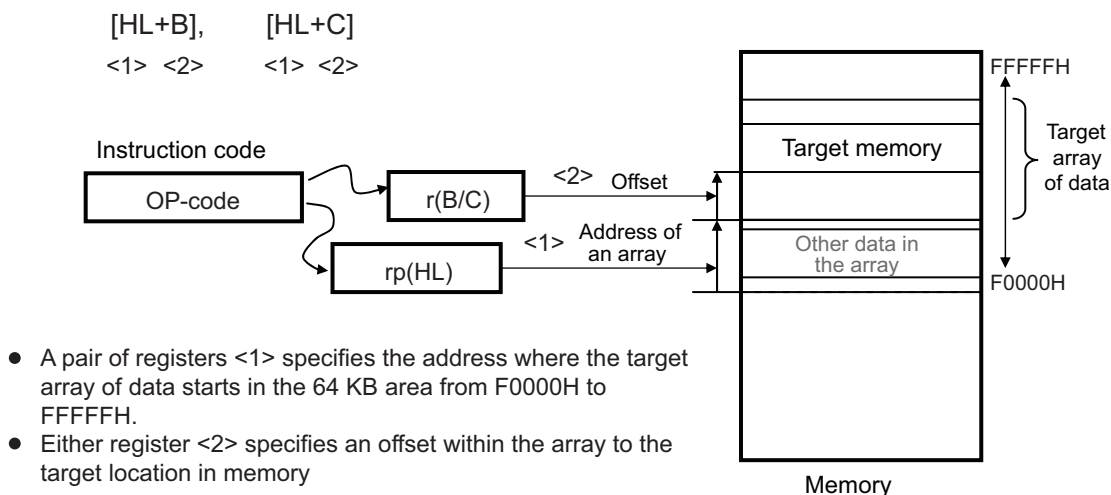 [HL+B], [HL+C]
<1> <2> <1> <2>
FFFFFH
Target
array
of data
Target memory
Instruction code
OP-code
r(B/C)
<2> Offset
rp(HL)
<1> Address of
an array
Other data in
the array
F0000H
● A pair of registers <1> specifies the address where the target
array of data starts in the 64 KB area from F0000H to
FFFFFH.
● Either register <2> specifies an offset within the array to the
target location in memory
Memory